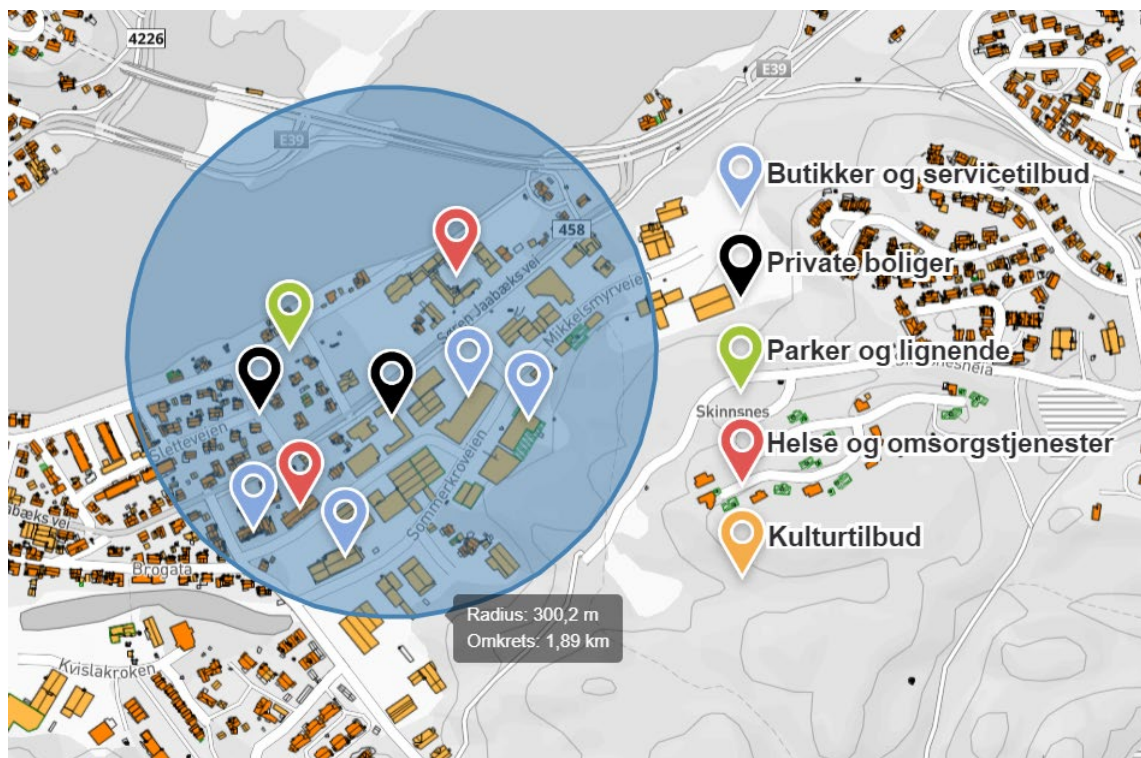 4226
E39
E39
Butikker og servicetilbud
458
Private boliger
Søren Jaabæks vei
Mikkelsmyrveien
Parker og lignende
Skinnsnes
Sletteveien
Helse og omsorgstjenester
Sommerkroveien
abæks vei
Kulturtilbud
Brogata
Radius: 300,2 m
Omkrets: 1,89 km
Kvislakroken